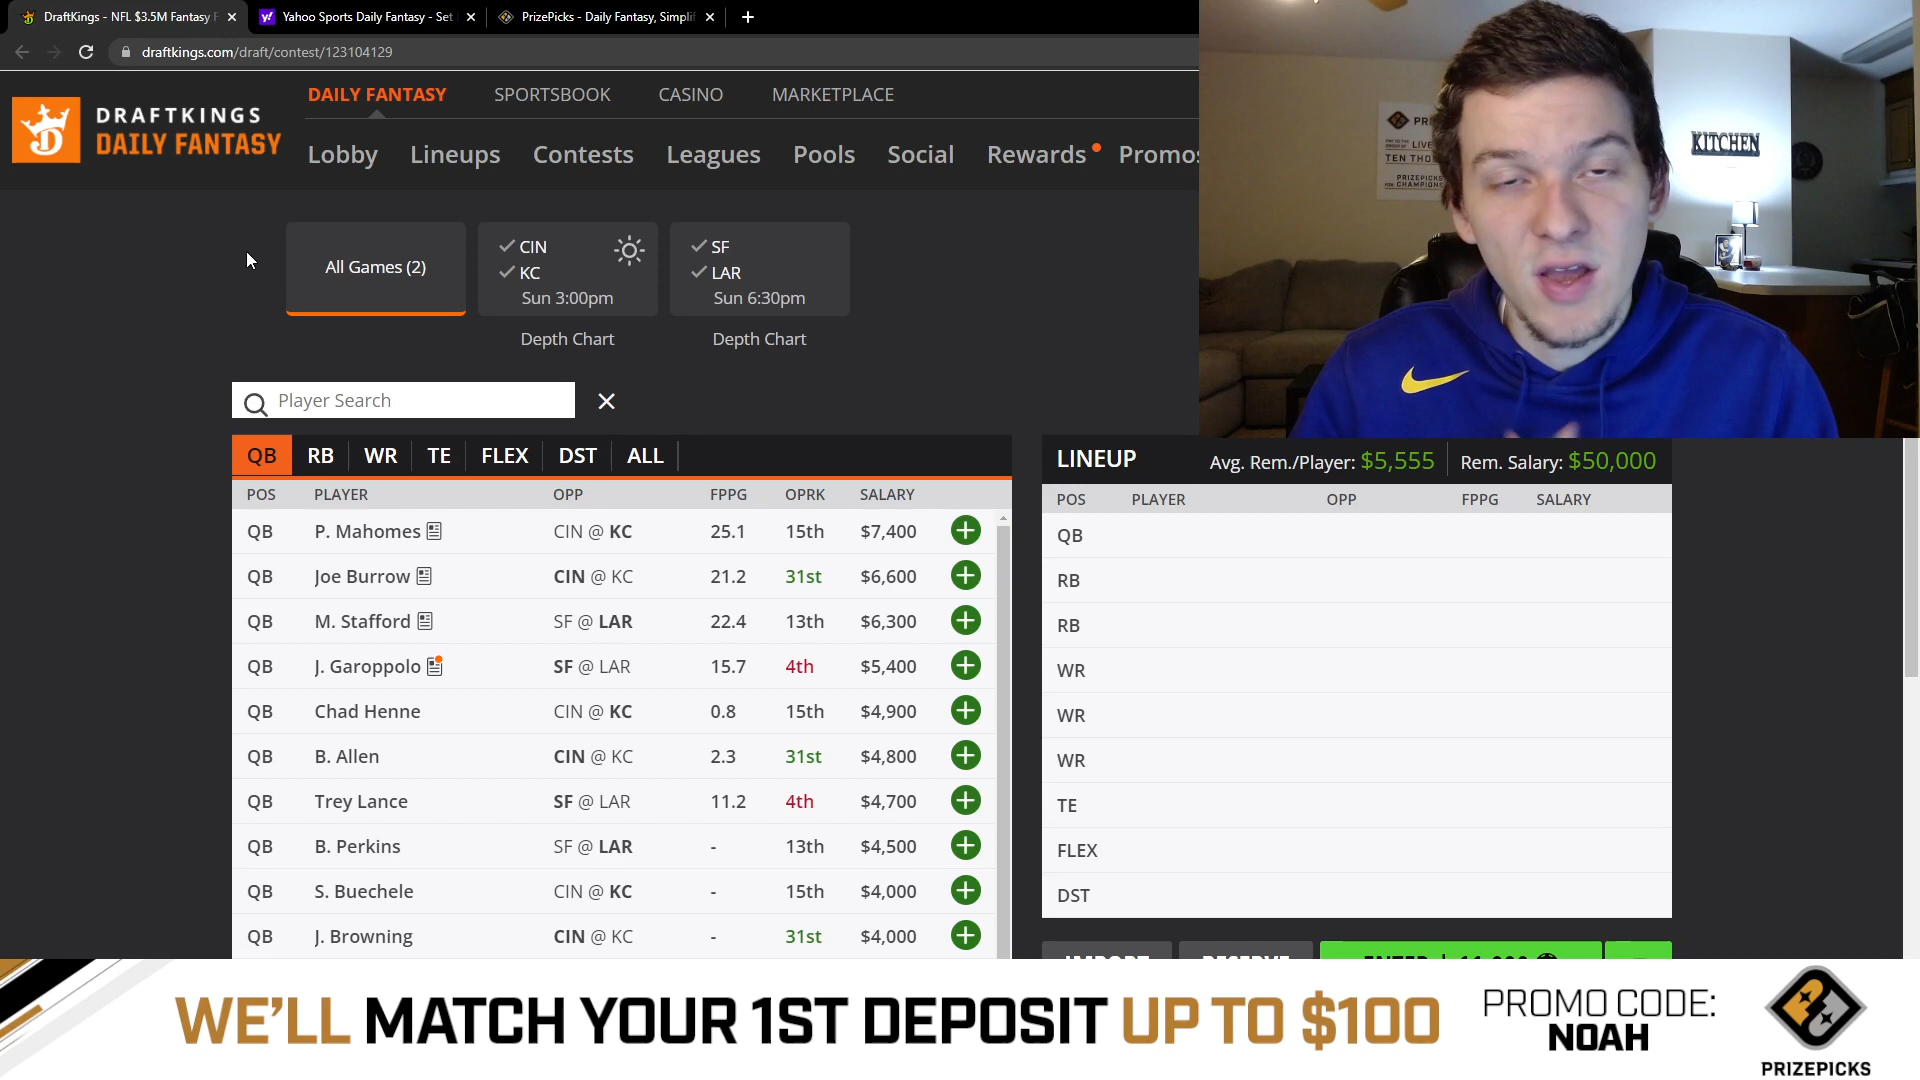 DraftKings - NFL $3.5M Fantasy F
Yahoo Sports Daily Fantasy - Set
PrizePicks - Daily Fantasy, Simplif
draftkings.com/draft/contest/123104129
DRAFTKINGS
DAILY FANTASY
DAILY FANTASY SPORTSBOOK CASINO MARKETPLACE
Lobby Lineups Contests Leagues Pools Social Rewards Promos
KITCHEN
TEN THO
PRIZEPICKS
All Games (2)
CIN
KC
Sun 3:00pm
Depth Chart
SF
LAR
Sun 6:30pm
Depth Chart
Player Search
QB RB WR TE FLEX DST ALL
POS PLAYER OPP FPPG OPRK SALARY
QB P. Mahomes CIN @ KC 25.1 15th $7,400
QB Joe Burrow CIN @ KC 21.2 31st $6,600
QB M. Stafford SF @ LAR 22.4 13th $6,300
QB J. Garoppolo SF @ LAR 15.7 4th $5,400
QB Chad Henne CIN @ KC 0.8 15th $4,900
QB B. Allen CIN @ KC 2.3 31st $4,800
QB Trey Lance SF @ LAR 11.2 4th $4,700
QB B. Perkins SF @ LAR - 13th $4,500
QB S. Buechele CIN @ KC - 15th $4,000
QB J. Browning CIN @ KC - 31st $4,000
LINEUP Avg. Rem./Player: $5,555 Rem. Salary: $50,000
POS PLAYER OPP FPPG SALARY
QB
RB
RB
WR
WR
WR
TE
FLEX
DST
IMPORT RESERVE ENTER
WE'LL MATCH YOUR 1ST DEPOSIT UP TO $100
PROMO CODE:
NOAH
PRIZEPICKS